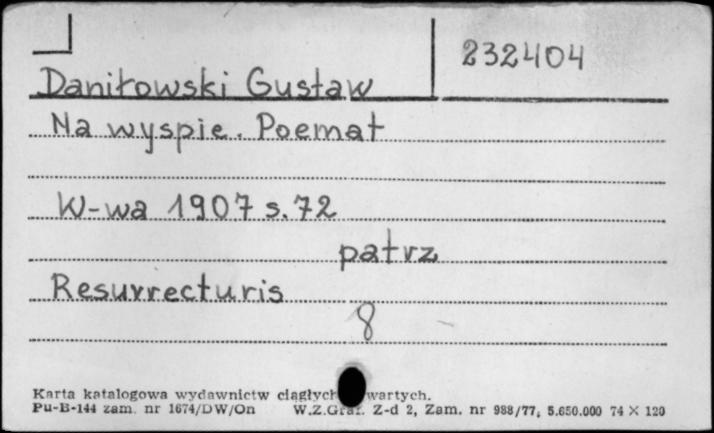 232404
Daniłowski Gustaw
Na wyspie. Poemat
W-wa 1907 s. 72
patrz
Resurrecturis
8
Karta katalogowa wydawnictw ciągłych wartych.
Pu-B-144 zam. nr 1674/DW/On W.Z.Graf. Z-d 2, Zam. nr 988/77, 5.650.000 74 × 120